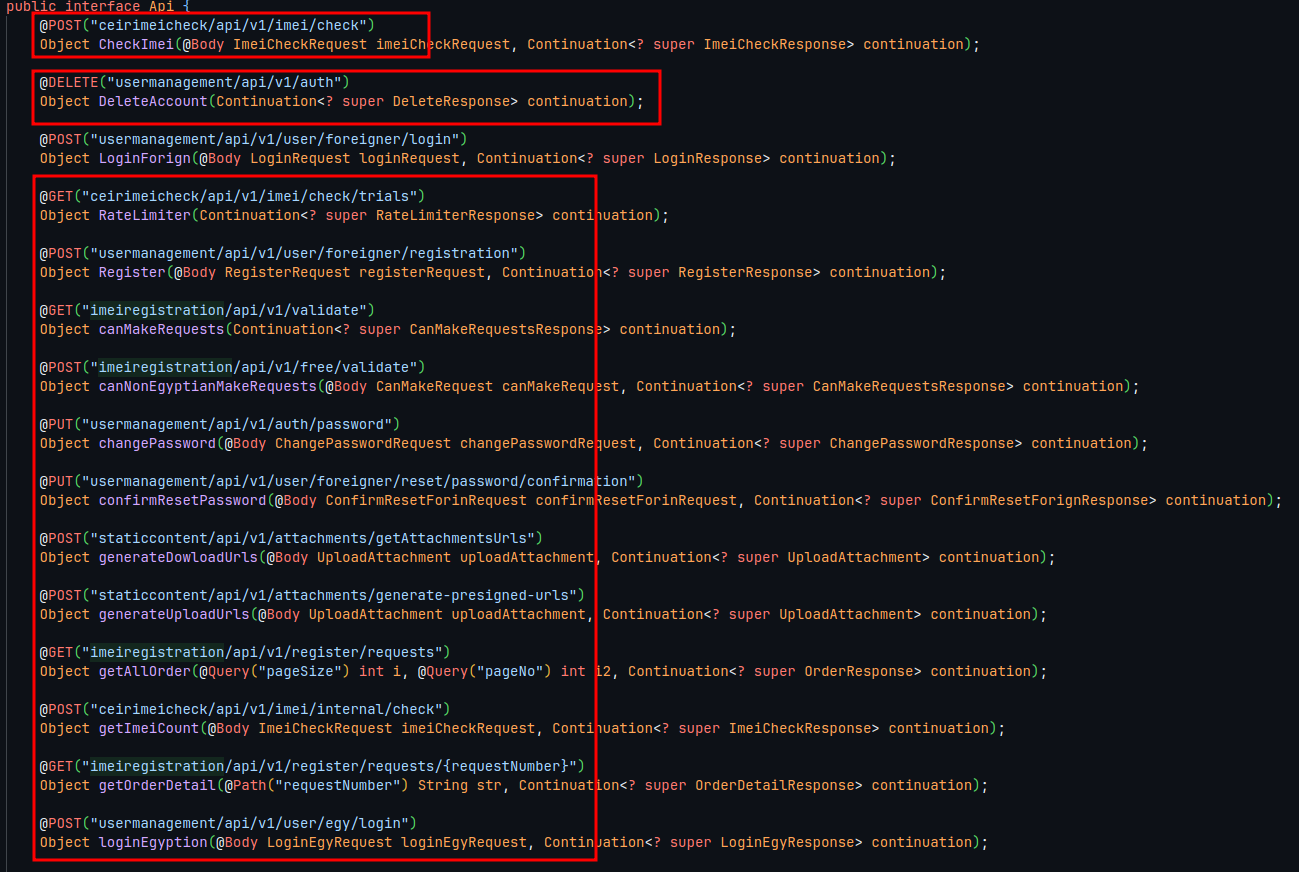 public interface Api {
@POST("ceirimeicheck/api/v1/imei/check")
Object CheckImei(@Body ImeiCheckRequest imeiCheckRequest, Continuation<? super ImeiCheckResponse> continuation);
@DELETE("usermanagement/api/v1/auth")
Object DeleteAccount(Continuation<? super DeleteResponse> continuation);
@POST("usermanagement/api/v1/user/foreigner/login")
Object LoginForign(@Body LoginRequest loginRequest, Continuation<? super LoginResponse> continuation);
@GET("ceirimeicheck/api/v1/imei/check/trials")
Object RateLimiter(Continuation<? super RateLimiterResponse> continuation);
@POST("usermanagement/api/v1/user/foreigner/registration")
Object Register(@Body RegisterRequest registerRequest, Continuation<? super RegisterResponse> continuation);
@GET("imeiregistration/api/v1/validate")
Object canMakeRequests(Continuation<? super CanMakeRequestsResponse> continuation);
@POST("imeiregistration/api/v1/free/validate")
Object canNonEgyptianMakeRequests(@Body CanMakeRequest canMakeRequest, Continuation<? super CanMakeRequestsResponse> continuation);
@PUT("usermanagement/api/v1/auth/password")
Object changePassword(@Body ChangePasswordRequest changePasswordRequest, Continuation<? super ChangePasswordResponse> continuation);
@PUT("usermanagement/api/v1/user/foreigner/reset/password/confirmation")
Object confirmResetPassword(@Body ConfirmResetForinRequest confirmResetForinRequest, Continuation<? super ConfirmResetForignResponse> continuation);
@POST("staticcontent/api/v1/attachments/getAttachmentsUrls")
Object generateDowloadUrls(@Body UploadAttachment uploadAttachment, Continuation<? super UploadAttachment> continuation);
@POST("staticcontent/api/v1/attachments/generate-presigned-urls")
Object generateUploadUrls(@Body UploadAttachment uploadAttachment, Continuation<? super UploadAttachment> continuation);
@GET("imeiregistration/api/v1/register/requests")
Object getAllOrder(@Query("pageSize") int i, @Query("pageNo") int i2, Continuation<? super OrderResponse> continuation);
@POST("ceirimeicheck/api/v1/imei/internal/check")
Object getImeiCount(@Body ImeiCheckRequest imeiCheckRequest, Continuation<? super ImeiCheckResponse> continuation);
@GET("imeiregistration/api/v1/register/requests/{requestNumber}")
Object getOrderDetail(@Path("requestNumber") String str, Continuation<? super OrderDetailResponse> continuation);
@POST("usermanagement/api/v1/user/egy/login")
Object loginEgyption(@Body LoginEgyRequest loginEgyRequest, Continuation<? super LoginEgyResponse> continuation);